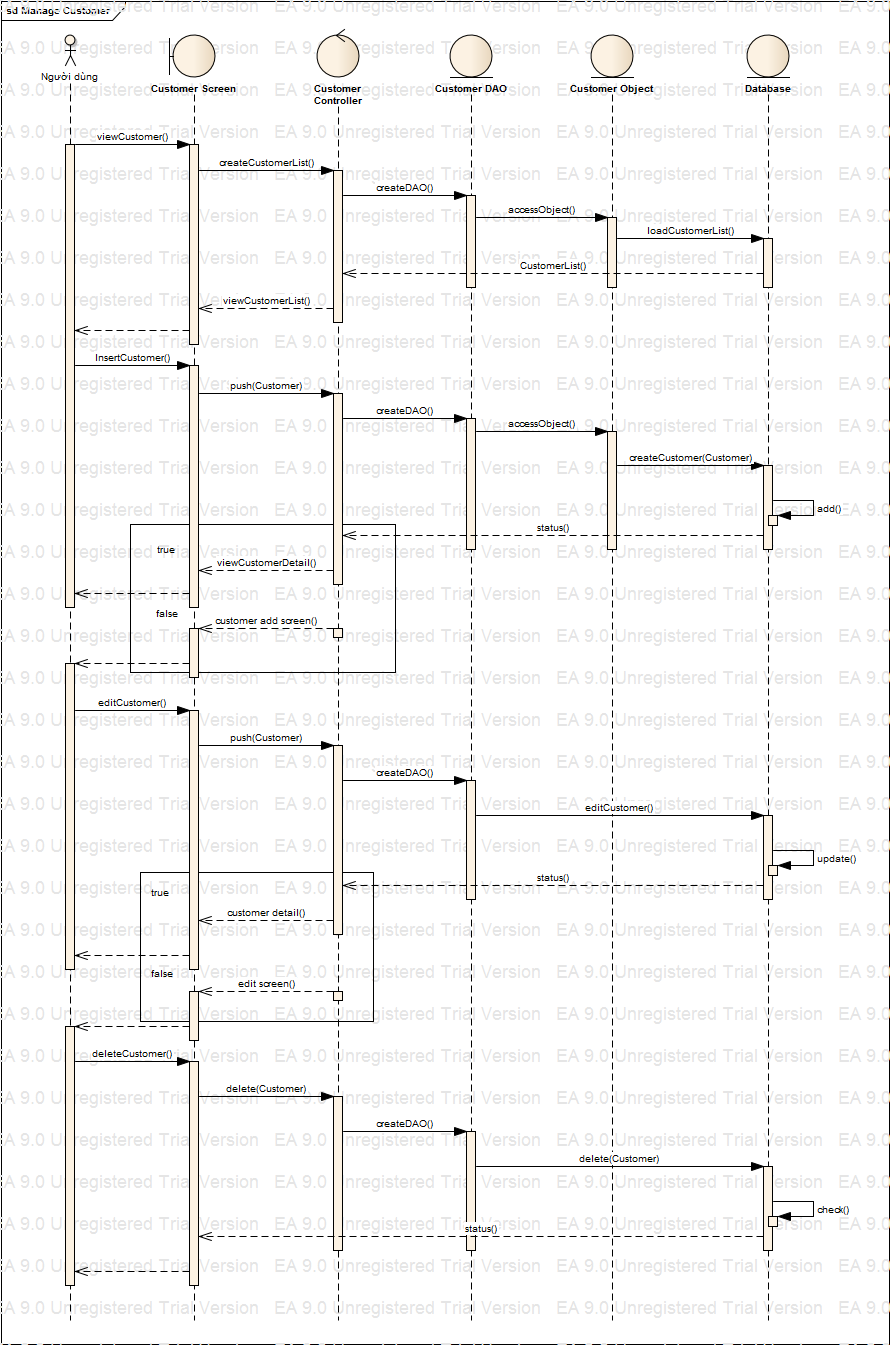 sd Manage Customer
Người dùng
Customer Screen
Customer
Controller
Customer DAO
Customer Object
Database
viewCustomer()
createCustomerList()
createDAO()
accessObject()
loadCustomerList()
CustomerList()
viewCustomerList()
InsertCustomer()
push(Customer)
createDAO()
accessObject()
createCustomer(Customer)
add()
status()
true
viewCustomerDetail()
false
customer add screen()
editCustomer()
push(Customer)
createDAO()
editCustomer()
update()
status()
true
customer detail()
false
edit screen()
deleteCustomer()
delete(Customer)
createDAO()
delete(Customer)
check()
status()
EA 9.0 Unregistered Trial Version